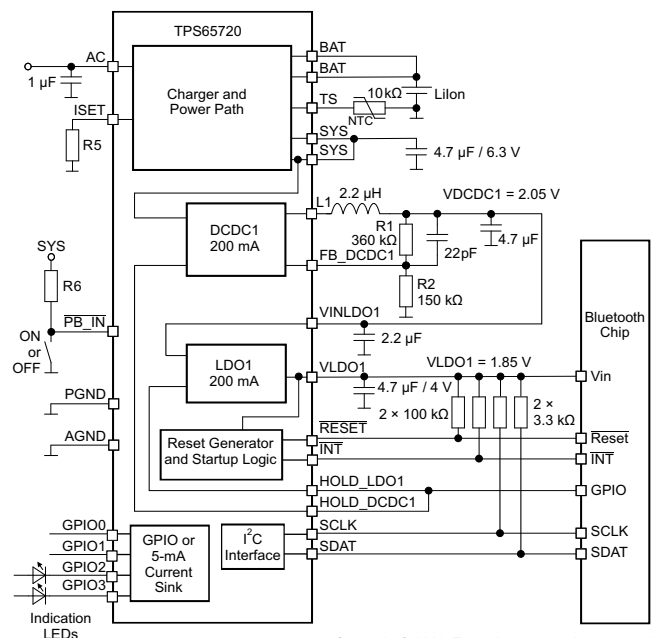 TPS65720
AC
1 µF
ISET
R5
Charger and
Power Path
BAT
BAT
TS
10kΩ
NTC
LiIon
SYS
SYS
4.7 µF / 6.3 V
L1
2.2 µH
VDCDC1 = 2.05 V
DCDC1
200 mA
R1
360 kΩ
22pF
4.7 µF
FB_DCDC1
R2
150 kΩ
SYS
R6
PB_IN
ON
or
OFF
VINLDO1
2.2 µF
Bluetooth
Chip
LDO1
200 mA
VLDO1
VLDO1 = 1.85 V
Vin
4.7 µF / 4 V
2 × 100 kΩ
2 ×
3.3 kΩ
PGND
AGND
Reset Generator
and Startup Logic
RESET
Reset
INT
INT
HOLD_LDO1
GPIO
HOLD_DCDC1
GPIO0
GPIO1
GPIO2
GPIO3
GPIO or
5-mA
Current
Sink
I2C
Interface
SCLK
SCLK
SDAT
SDAT
Indication
LEDs